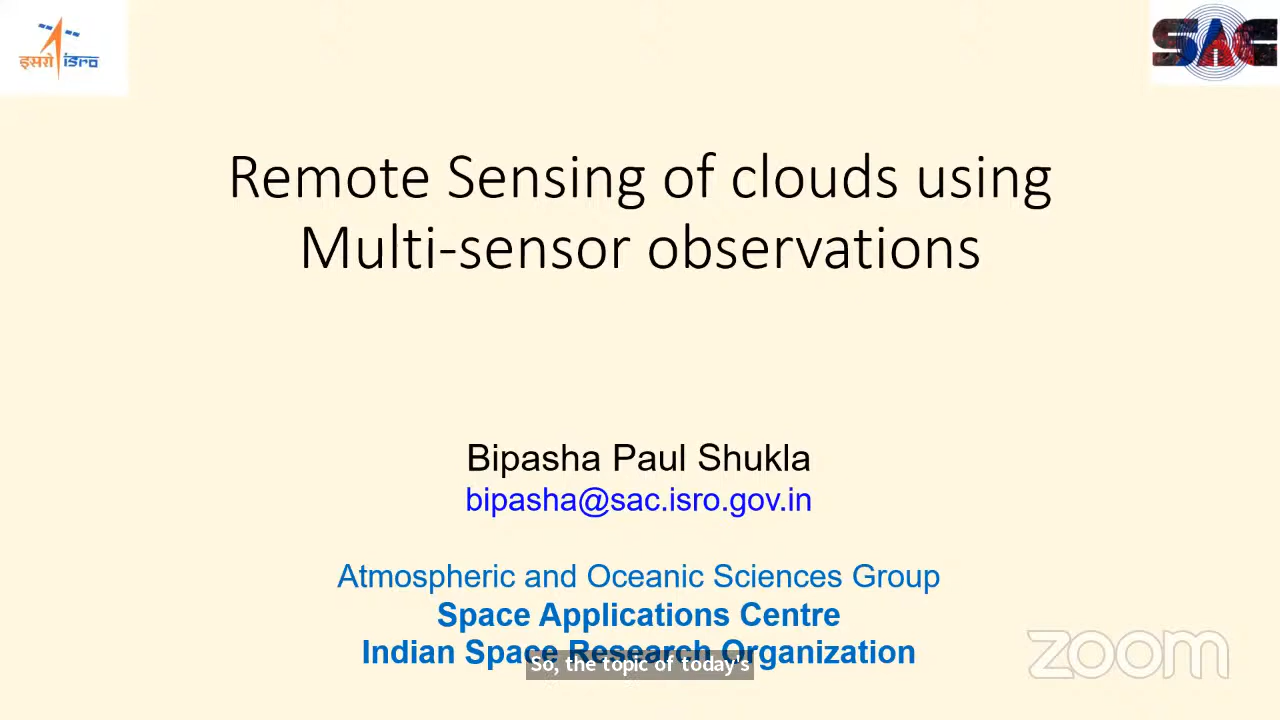 इसरो isro
SAC
Remote Sensing of clouds using
Multi-sensor observations
Bipasha Paul Shukla
bipasha@sac.isro.gov.in
Atmospheric and Oceanic Sciences Group
Space Applications Centre
Indian Space Research Organization
So, the topic of today's
zoom